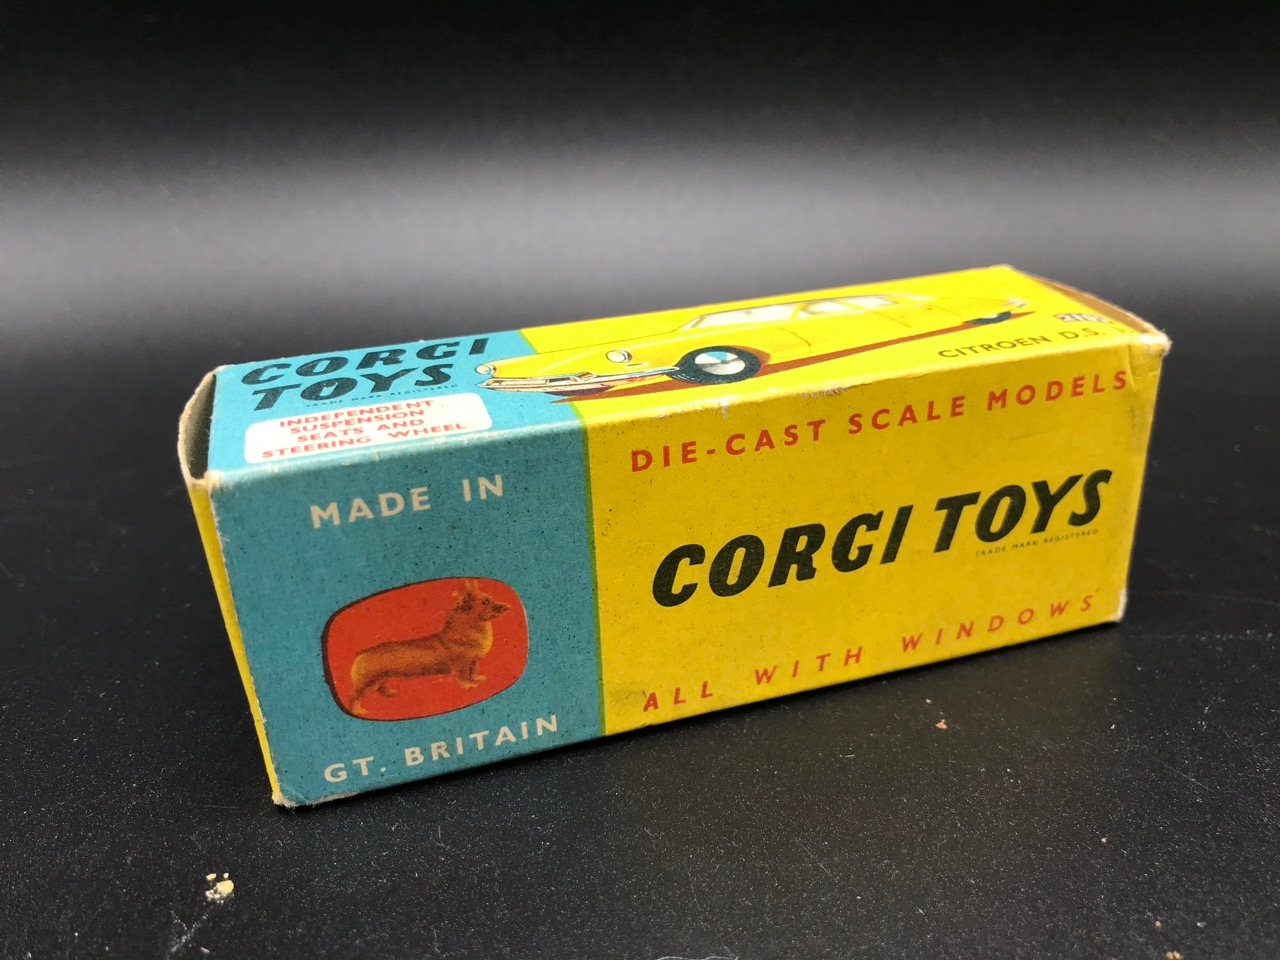 CORGI
TOYS
TRADE MARK REGISTERED
INDEPENDENT
SUSPENSION
SEATS AND
STEERING WHEEL
CITROEN D.S.
MADE IN
GT. BRITAIN
DIE-CAST SCALE MODELS
CORGI TOYS
TRADE MARK REGISTERED
ALL WITH WINDOWS